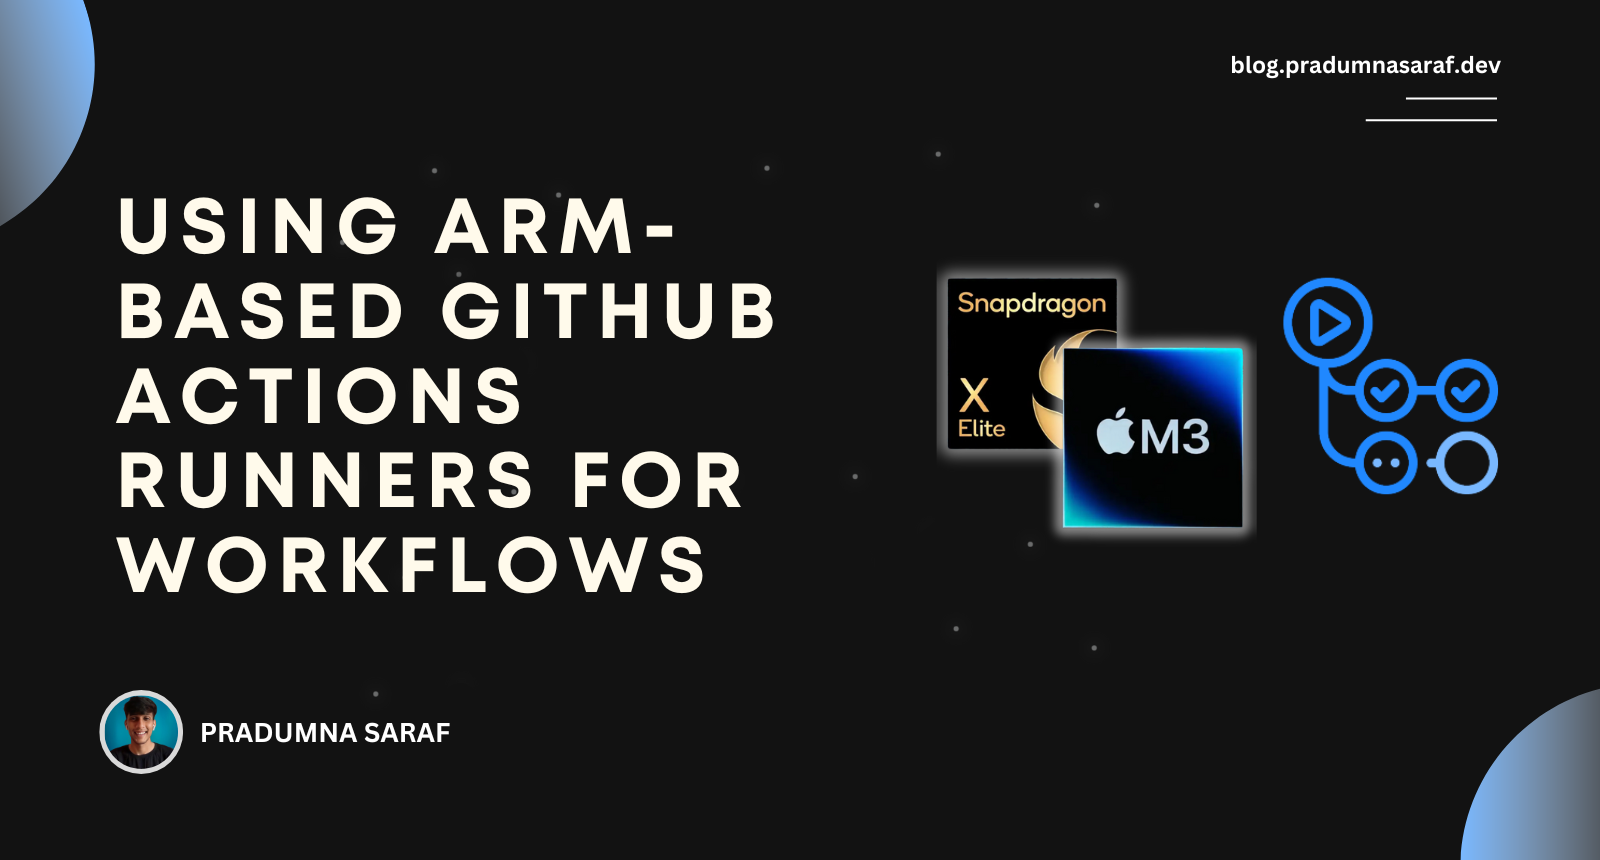 blog.pradumnasaraf.dev
USING ARM-
BASED GITHUB
ACTIONS
RUNNERS FOR
WORKFLOWS
Snapdragon
X
Elite
M3
PRADUMNA SARAF